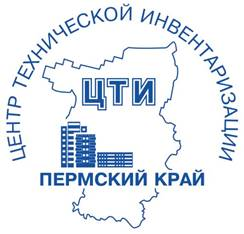 ЦЕНТР ТЕХНИЧЕСКОЙ ИНВЕНТАРИЗАЦИИ
ЦТИ
ПЕРМСКИЙ КРАЙ